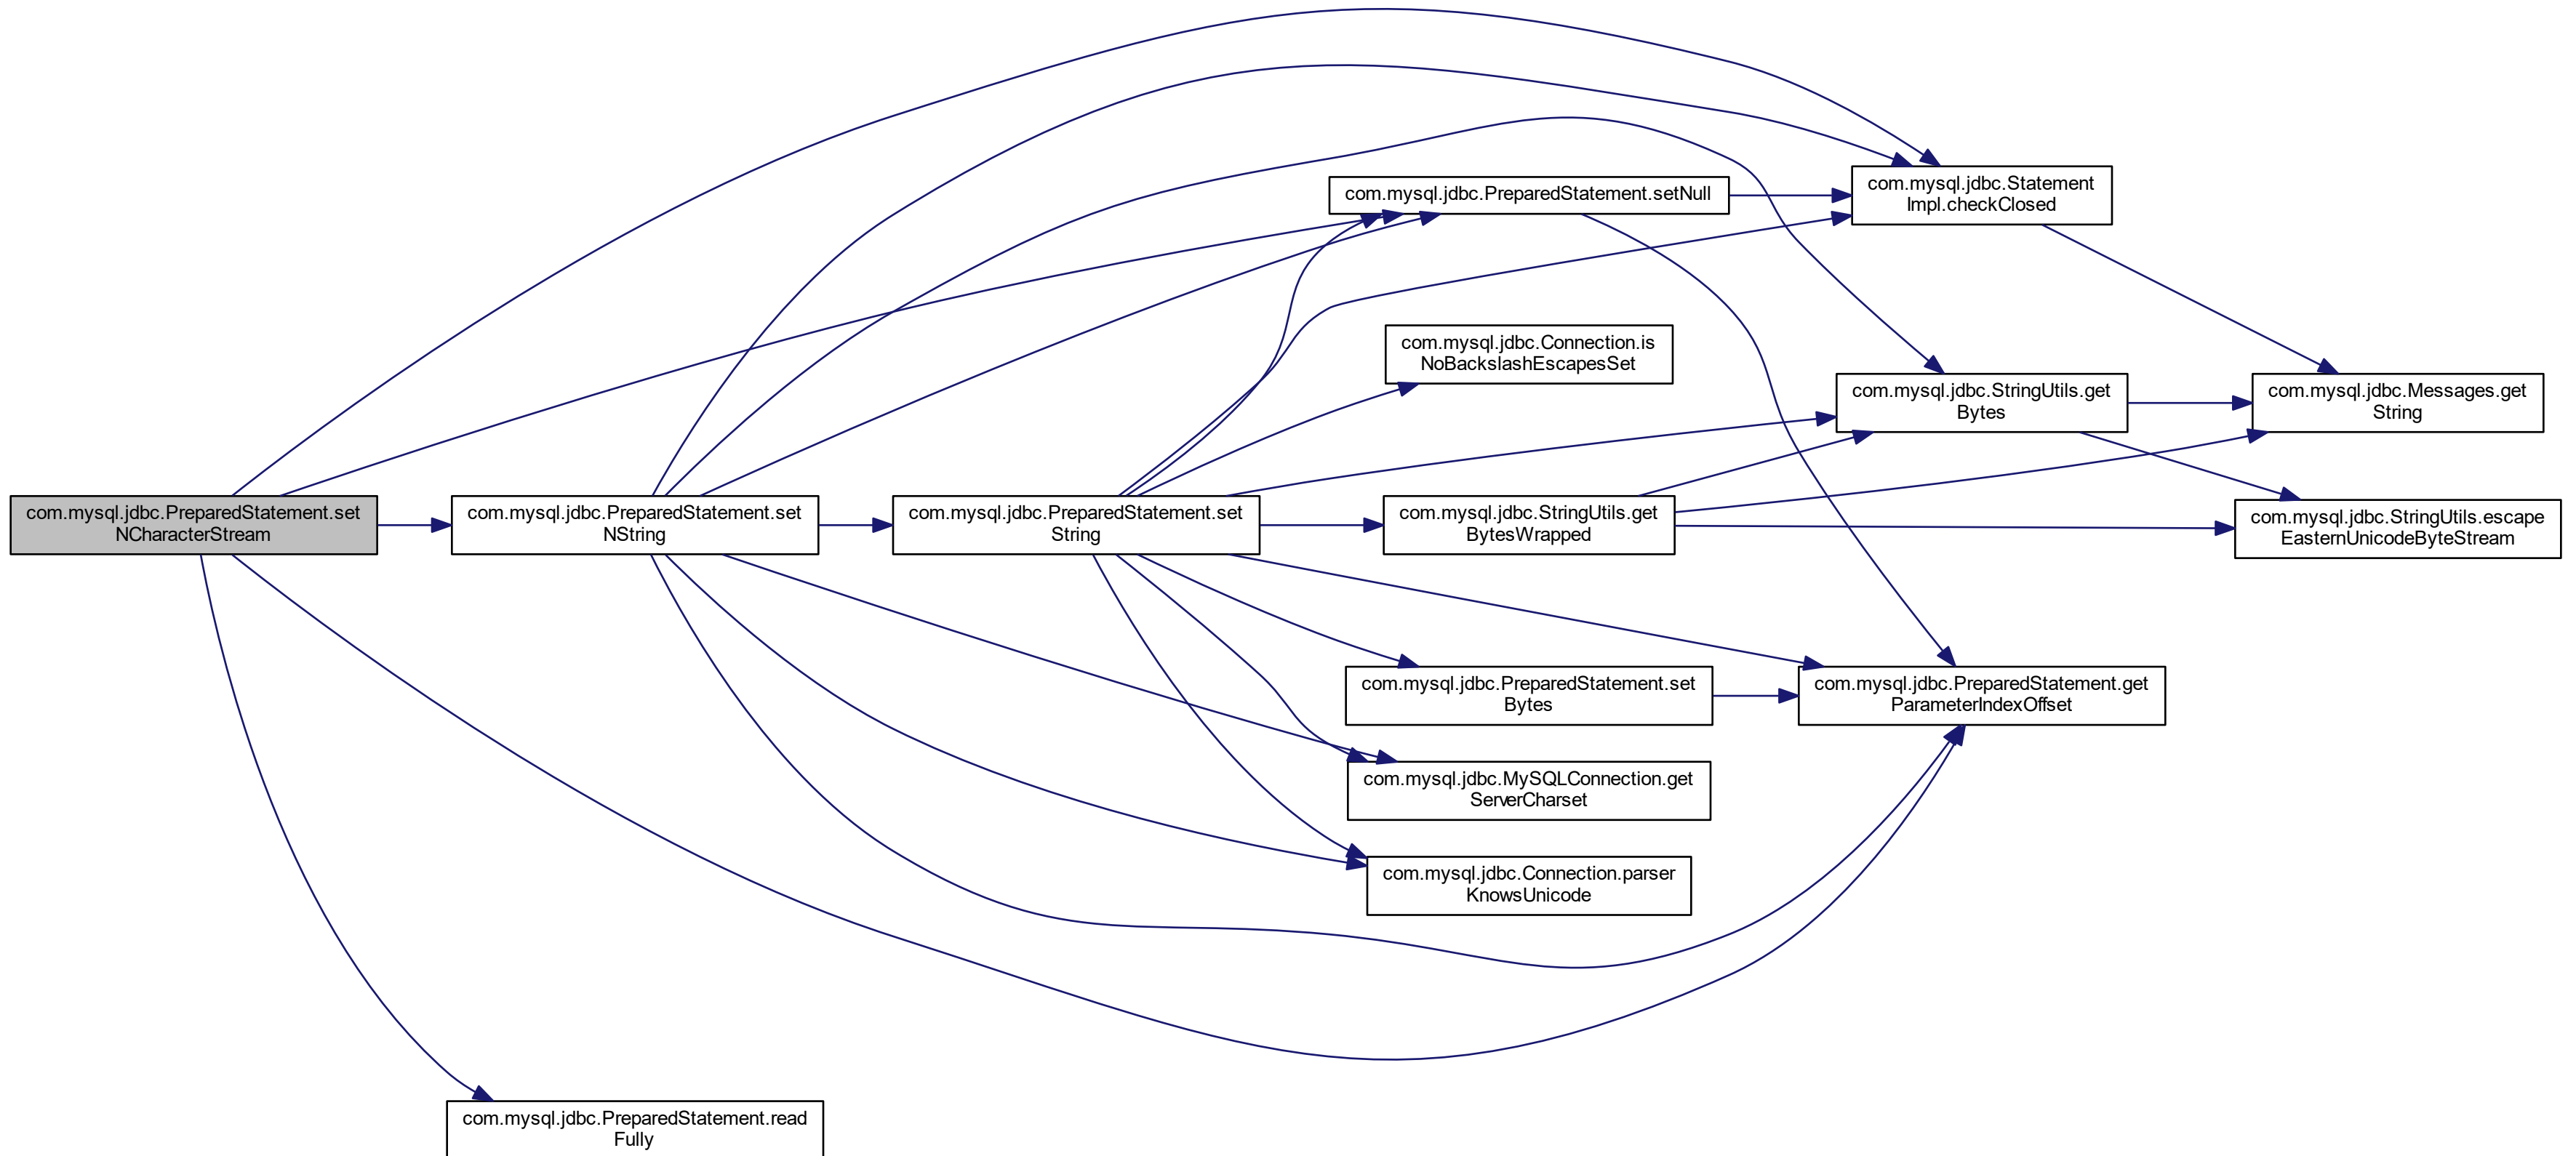 com.mysql.jdbc.PreparedStatement.set
NCharacterStream
com.mysql.jdbc.PreparedStatement.set
NString
com.mysql.jdbc.PreparedStatement.read
Fully
com.mysql.jdbc.PreparedStatement.set
String
com.mysql.jdbc.PreparedStatement.setNull
com.mysql.jdbc.Connection.is
NoBackslashEscapesSet
com.mysql.jdbc.StringUtils.get
BytesWrapped
com.mysql.jdbc.PreparedStatement.set
Bytes
com.mysql.jdbc.MySQLConnection.get
ServerCharset
com.mysql.jdbc.Connection.parser
KnowsUnicode
com.mysql.jdbc.Statement
Impl.checkClosed
com.mysql.jdbc.StringUtils.get
Bytes
com.mysql.jdbc.PreparedStatement.get
ParameterIndexOffset
com.mysql.jdbc.Messages.get
String
com.mysql.jdbc.StringUtils.escape
EasternUnicodeByteStream